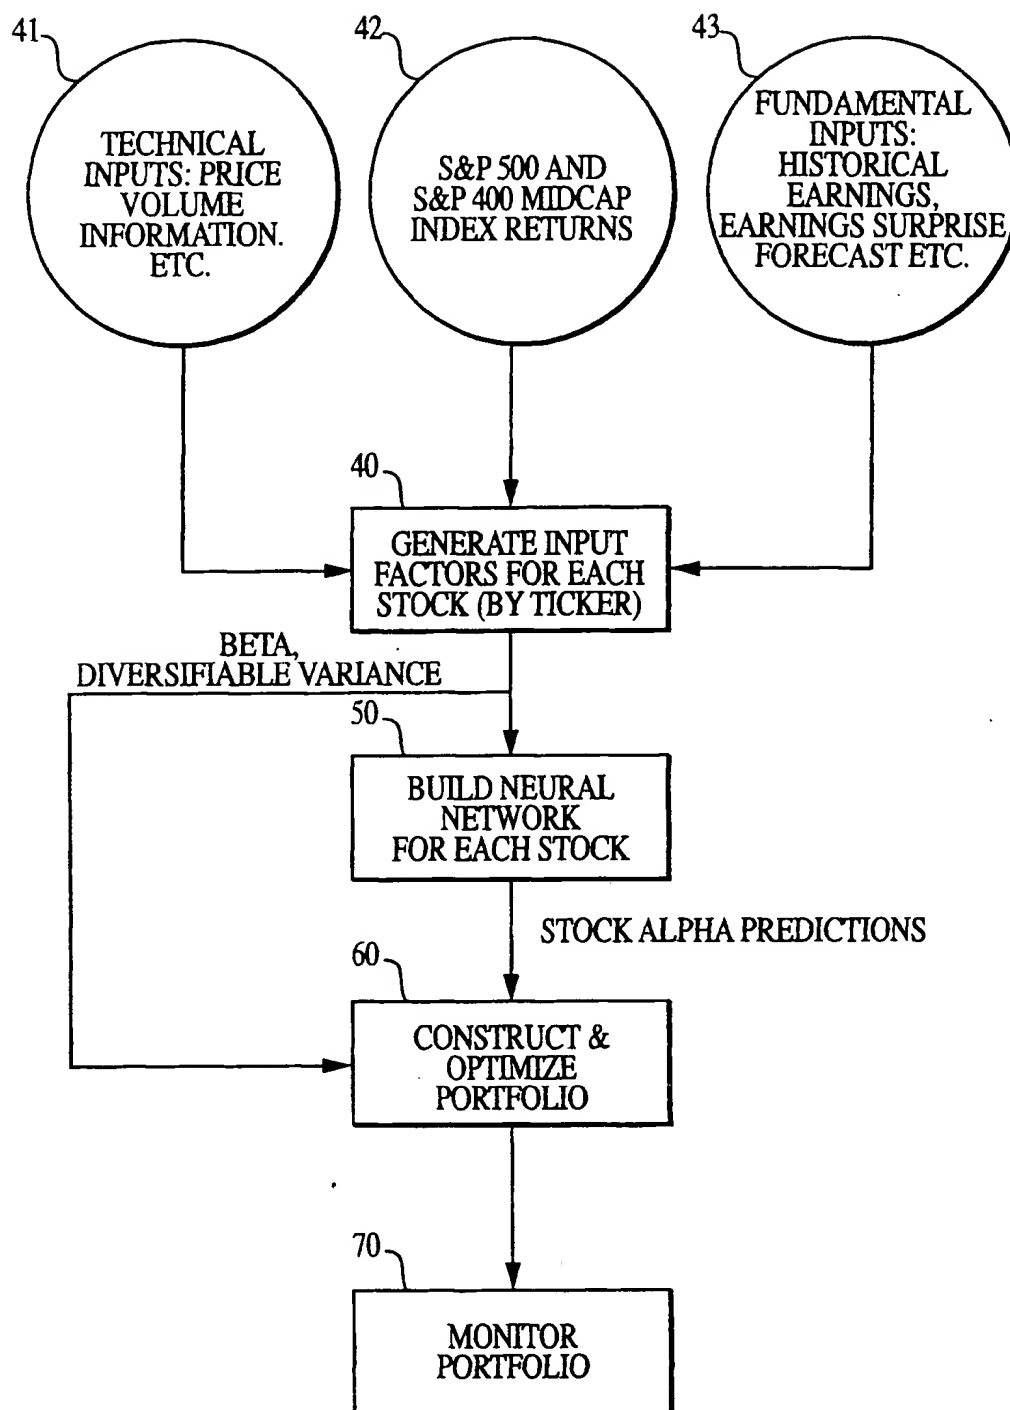 41
42
43
TECHNICAL
INPUTS: PRICE
VOLUME
INFORMATION.
ETC.
S&P 500 AND
S&P 400 MIDCAP
INDEX RETURNS
FUNDAMENTAL
INPUTS:
HISTORICAL
EARNINGS,
EARNINGS SURPRISE
FORECAST ETC.
40
GENERATE INPUT
FACTORS FOR EACH
STOCK (BY TICKER)
BETA,
DIVERSIFIABLE VARIANCE
50
BUILD NEURAL
NETWORK
FOR EACH STOCK
STOCK ALPHA PREDICTIONS
60
CONSTRUCT &
OPTIMIZE
PORTFOLIO
70
MONITOR
PORTFOLIO